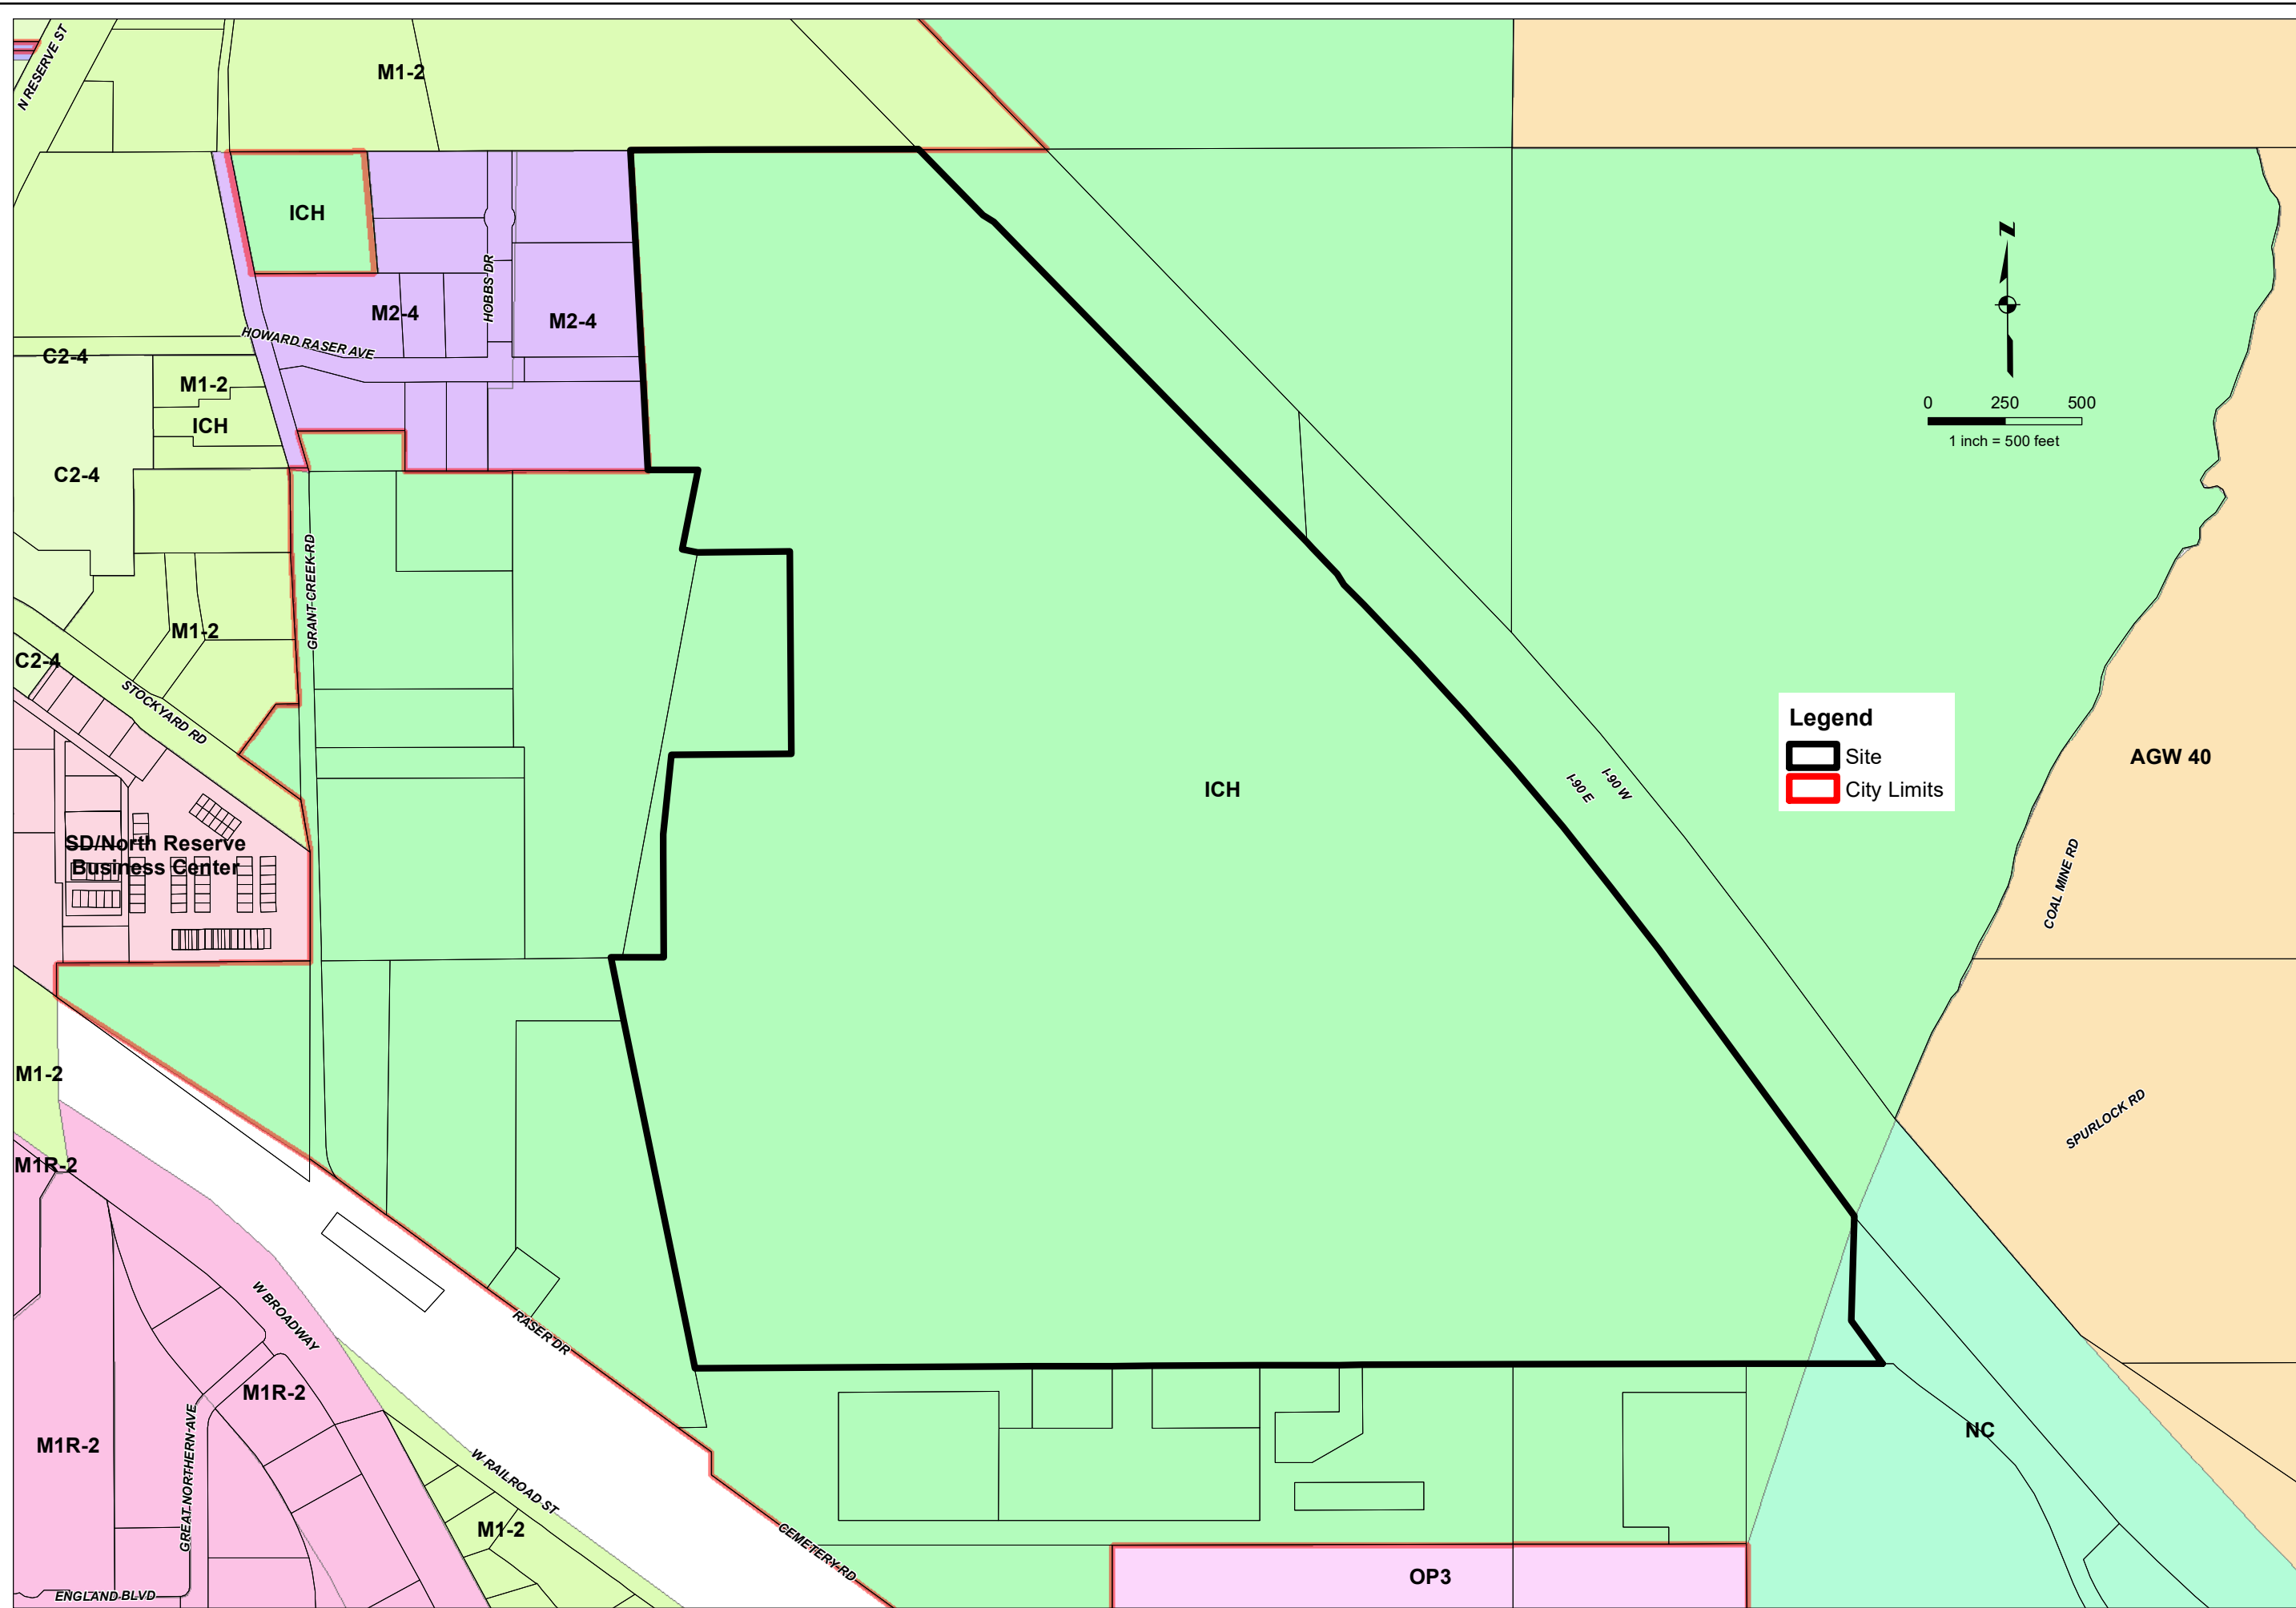 N RESERVE ST
M1-2
ICH
HOBBS DR
M2-4
M2-4
HOWARD RASER AVE
C2-4
M1-2
ICH
C2-4
GRANT CREEK RD
M1-2
C2-4
STOCKYARD RD
SD/North Reserve
Business Center
M1-2
M1R-2
W BROADWAY
RASER DR
M1R-2
M1R-2
GREAT NORTHERN AVE
W RAILROAD ST
M1-2
CEMETERY RD
ENGLAND BLVD
ICH
I-90 E
I-90 W
N
0 250 500
1 inch = 500 feet
Legend
Site
City Limits
AGW 40
COAL MINE RD
SPURLOCK RD
NC
OP3